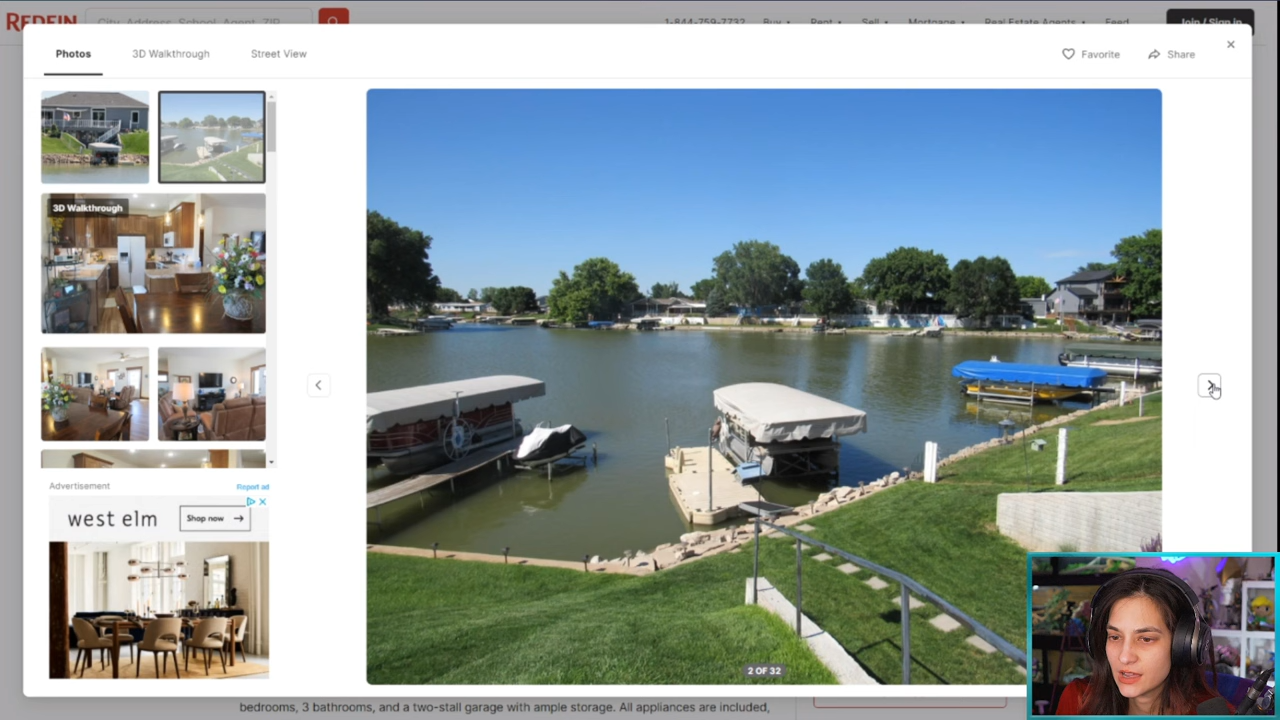 REDFIN
City, Address, School, Agent, ZIP
1-844-759-7732 Buy Rent Sell Mortgage Real Estate Agents Feed Join / Sign in
Photos 3D Walkthrough Street View
Favorite Share
3D Walkthrough
Advertisement Report ad
west elm Shop now
2 OF 32
bedrooms, 3 bathrooms, and a two-stall garage with ample storage. All appliances are included,